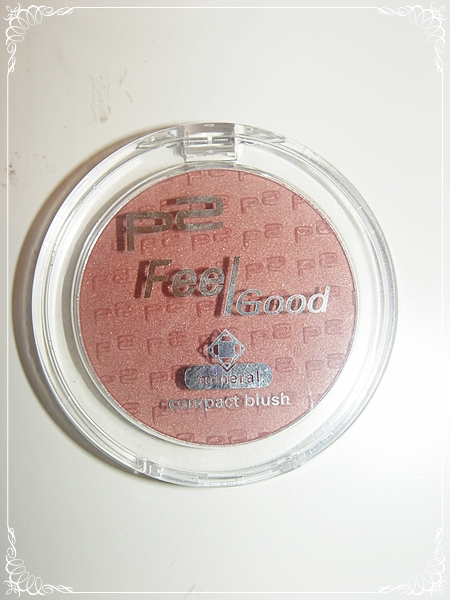 P2
Feel Good
mineral
compact blush